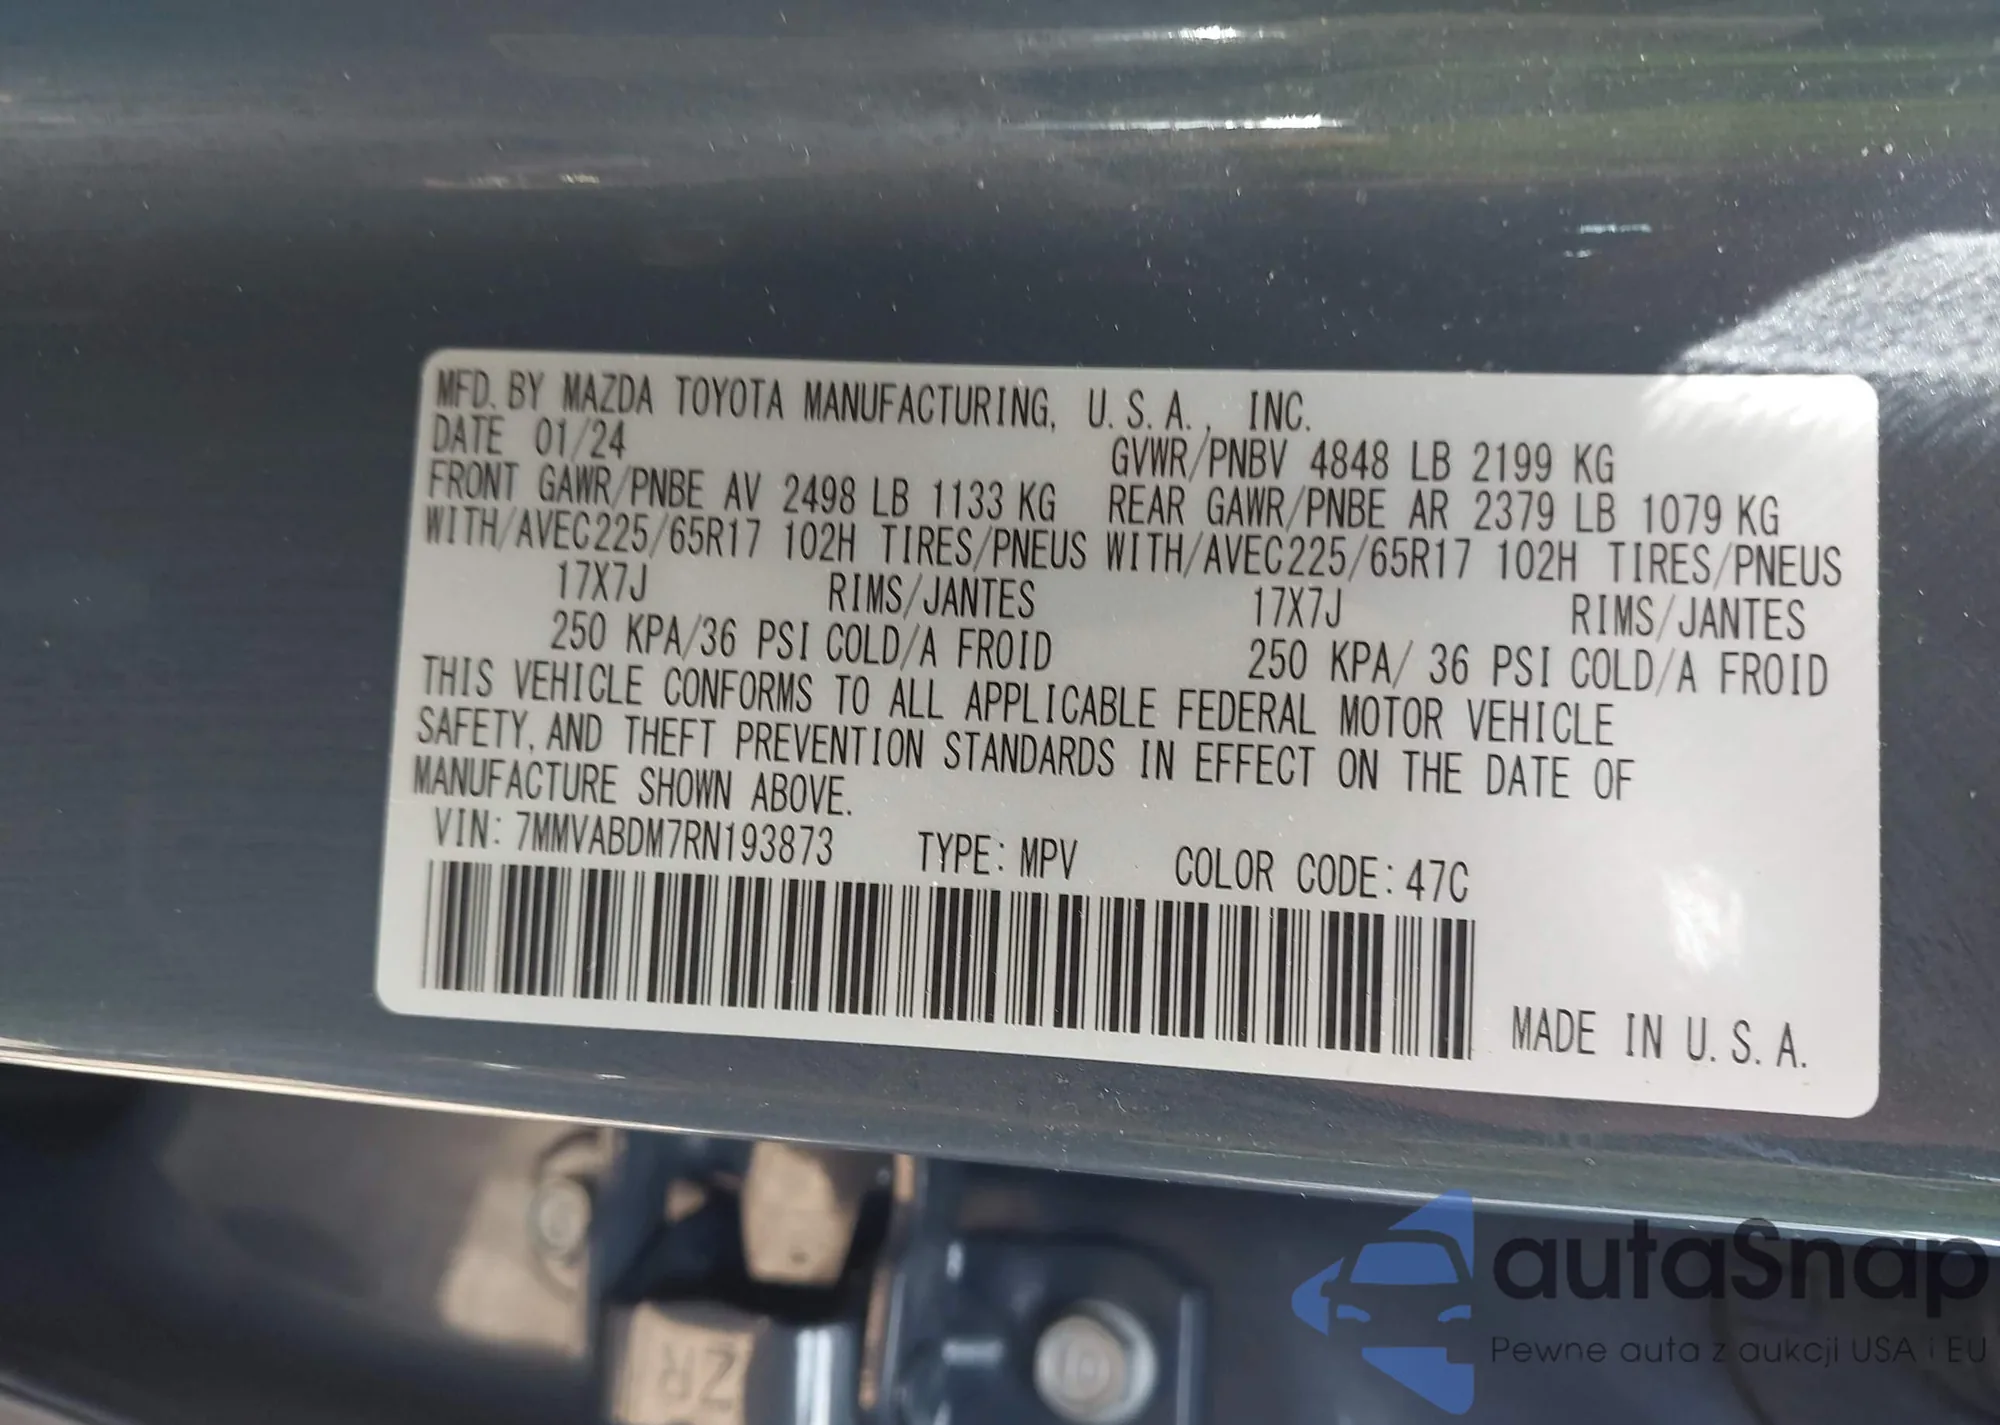 MFD. BY MAZDA TOYOTA MANUFACTURING, U.S.A., INC.
DATE 01/24 GVWR/PNBV 4848 LB 2199 KG
FRONT GAWR/PNBE AV 2498 LB 1133 KG REAR GAWR/PNBE AR 2379 LB 1079 KG
WITH/AVEC225/65R17 102H TIRES/PNEUS WITH/AVEC225/65R17 102H TIRES/PNEUS
17X7J RIMS/JANTES 17X7J RIMS/JANTES
250 KPA/36 PSI COLD/A FROID 250 KPA/ 36 PSI COLD/A FROID
THIS VEHICLE CONFORMS TO ALL APPLICABLE FEDERAL MOTOR VEHICLE
SAFETY, AND THEFT PREVENTION STANDARDS IN EFFECT ON THE DATE OF
MANUFACTURE SHOWN ABOVE.
VIN: 7MMVABDM7RN193873 TYPE: MPV COLOR CODE: 47C
MADE IN U.S.A.
autaSnap
Pewne auta z aukcji USA i EU